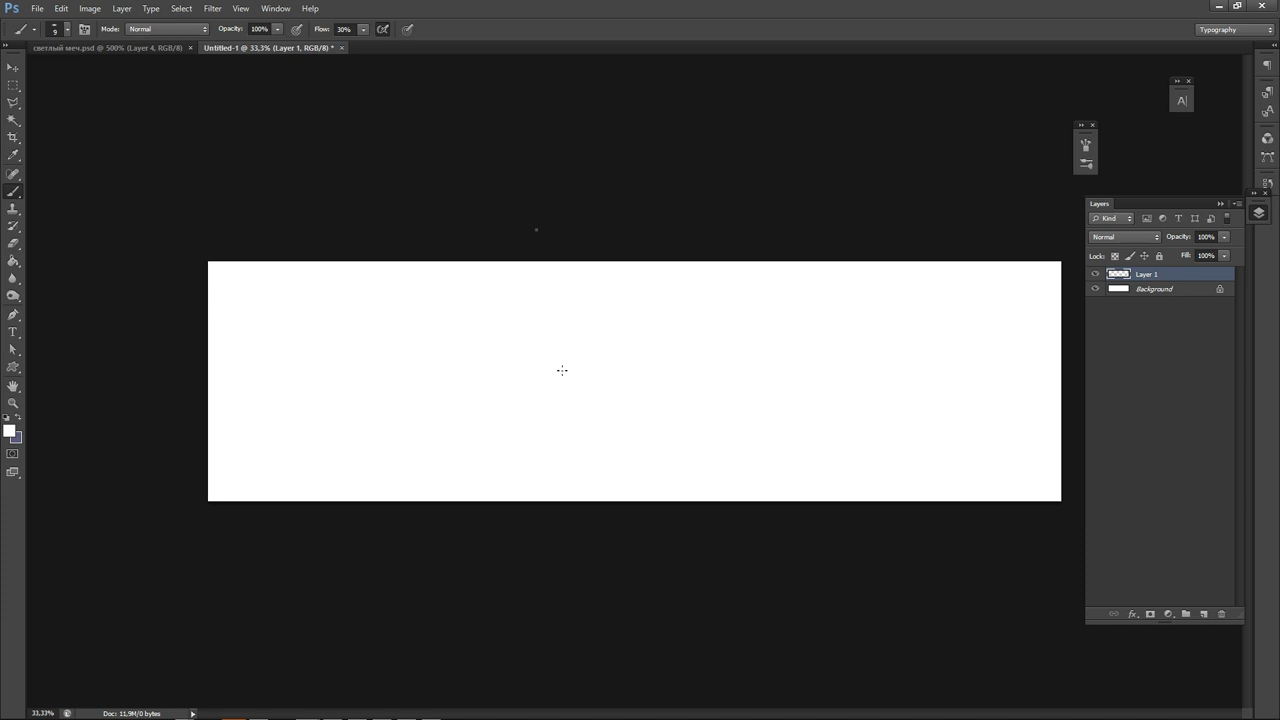 Ps File Edit Image Layer Type Select Filter View Window Help
9 Mode: Normal Opacity: 100% Flow: 30% Typography
светлый меч.psd @ 500% (Layer 4, RGB/8) × Untitled-1 @ 33,3% (Layer 1, RGB/8) * ×
A
Layers
Kind
Normal Opacity: 100%
Lock: Fill: 100%
Layer 1
Background
T
fx
33,33% Doc: 11,9M/0 bytes